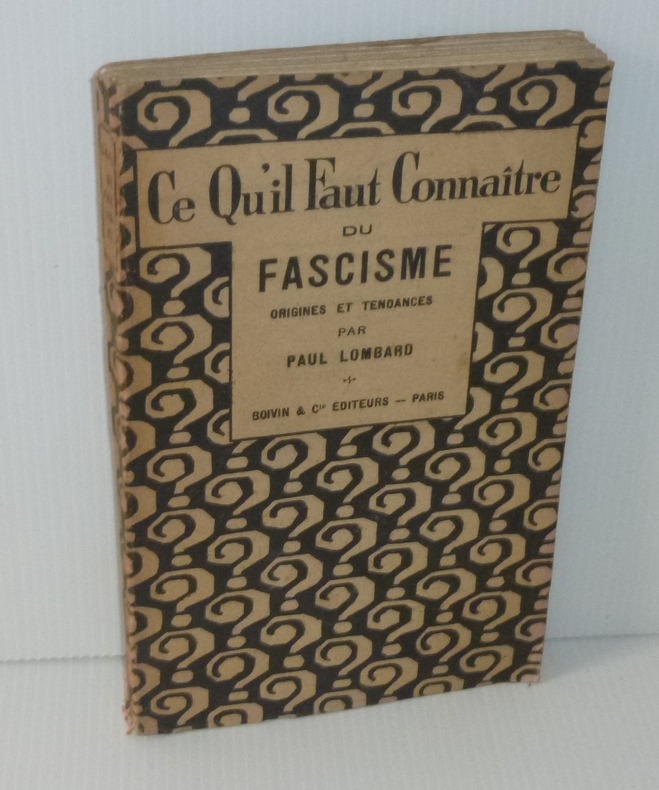 Ce Qu'il Faut Connaître
DU
FASCISME
ORIGINES ET TENDANCES
PAR
PAUL LOMBARD
BOIVIN & Cie EDITEURS — PARIS